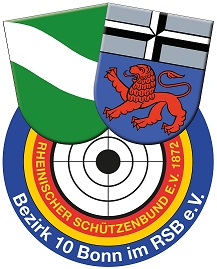 RHEINISCHER SCHÜTZENBUND E.V. 1872
Bezirk 10 Bonn im RSB e.V.